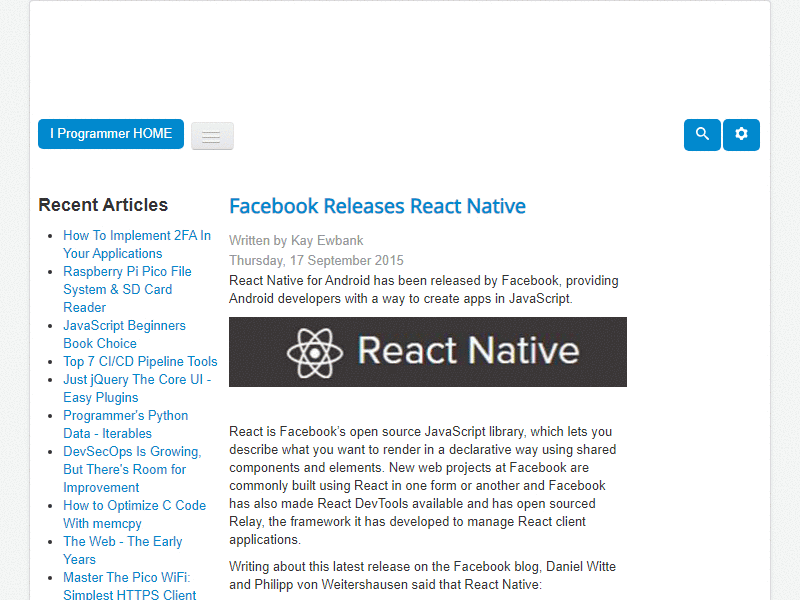 I Programmer HOME
Recent Articles
How To Implement 2FA In
Your Applications
Raspberry Pi Pico File
System & SD Card
Reader
JavaScript Beginners
Book Choice
Top 7 CI/CD Pipeline Tools
Just jQuery The Core UI -
Easy Plugins
Programmer's Python
Data - Iterables
DevSecOps Is Growing,
But There's Room for
Improvement
How to Optimize C Code
With memcpy
The Web - The Early
Years
Master The Pico WiFi:
Simplest HTTPS Client
Facebook Releases React Native
Written by Kay Ewbank
Thursday, 17 September 2015
React Native for Android has been released by Facebook, providing
Android developers with a way to create apps in JavaScript.
React Native
React is Facebook’s open source JavaScript library, which lets you
describe what you want to render in a declarative way using shared
components and elements. New web projects at Facebook are
commonly built using React in one form or another and Facebook
has also made React DevTools available and has open sourced
Relay, the framework it has developed to manage React client
applications.
Writing about this latest release on the Facebook blog, Daniel Witte
and Philipp von Weitershausen said that React Native: